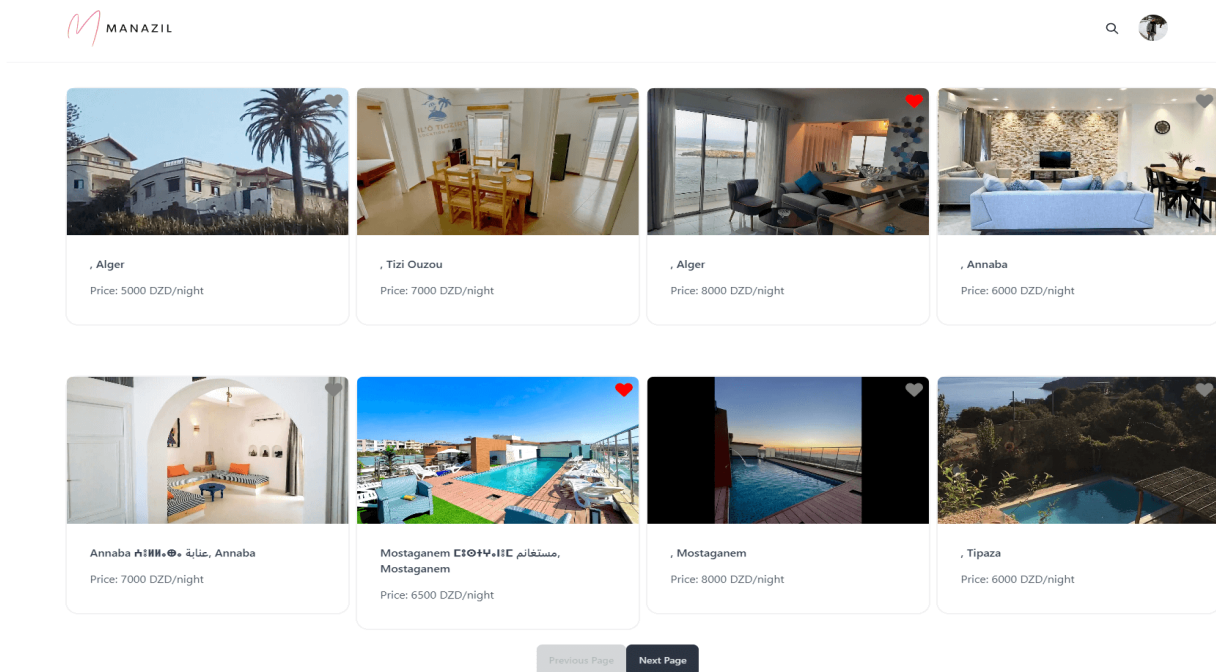 MANAZIL
, Alger
Price: 5000 DZD/night
, Tizi Ouzou
Price: 7000 DZD/night
, Alger
Price: 8000 DZD/night
, Annaba
Price: 6000 DZD/night
Annaba ⵄⵓⵍⵍⴰⴱⴰ عنابة, Annaba
Price: 7000 DZD/night
Mostaganem ⵎⵓⵙⵜⵖⴰⵏⵓⵎ مستغانم,
Mostaganem
Price: 6500 DZD/night
, Mostaganem
Price: 8000 DZD/night
, Tipaza
Price: 6000 DZD/night
Previous Page
Next Page